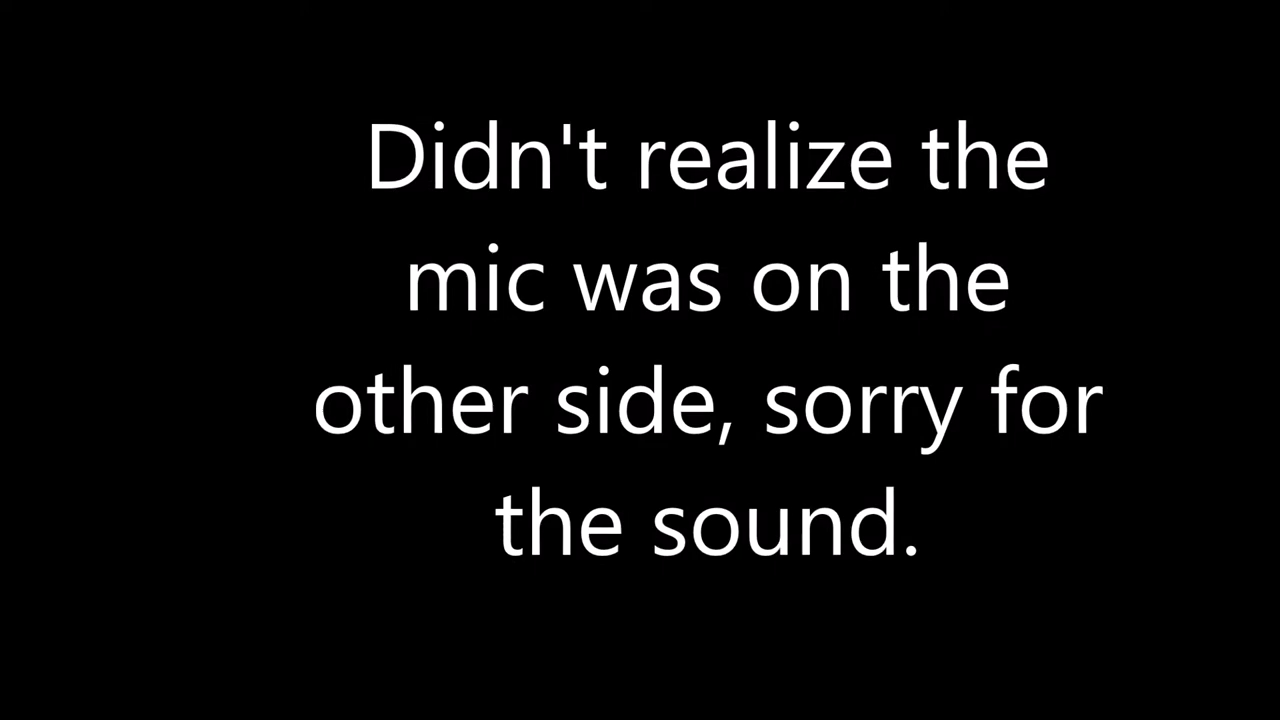 Didn't realize the
mic was on the
other side, sorry for
the sound.